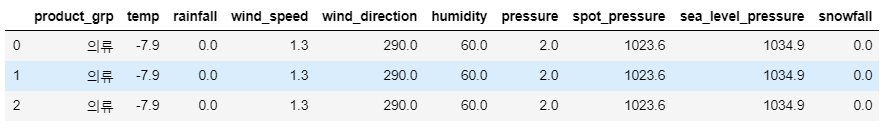 product_grp temp rainfall wind_speed wind_direction humidity pressure spot_pressure sea_level_pressure snowfall
0 의류 -7.9 0.0 1.3 290.0 60.0 2.0 1023.6 1034.9 0.0
1 의류 -7.9 0.0 1.3 290.0 60.0 2.0 1023.6 1034.9 0.0
2 의류 -7.9 0.0 1.3 290.0 60.0 2.0 1023.6 1034.9 0.0